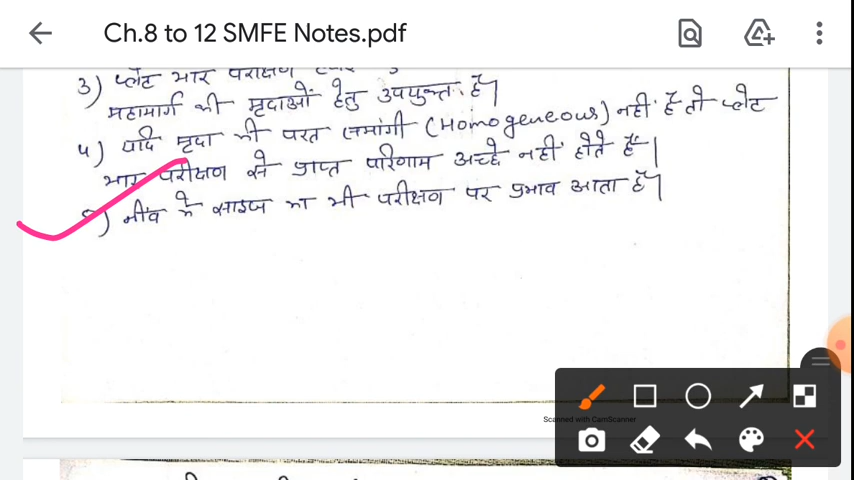 Ch.8 to 12 SMFE Notes.pdf
3) प्लेट भार परीक्षण
महामार्ग की मृदाओं हेतु उपयुक्त है।
4) यदि मृदा की परत समांगी (Homogeneous) नहीं है तो प्लेट
भार परीक्षण से प्राप्त परिणाम अच्छे नहीं होते हैं।
5) नींव के साइज का भी परीक्षण पर प्रभाव आता है।
Scanned with CamScanner